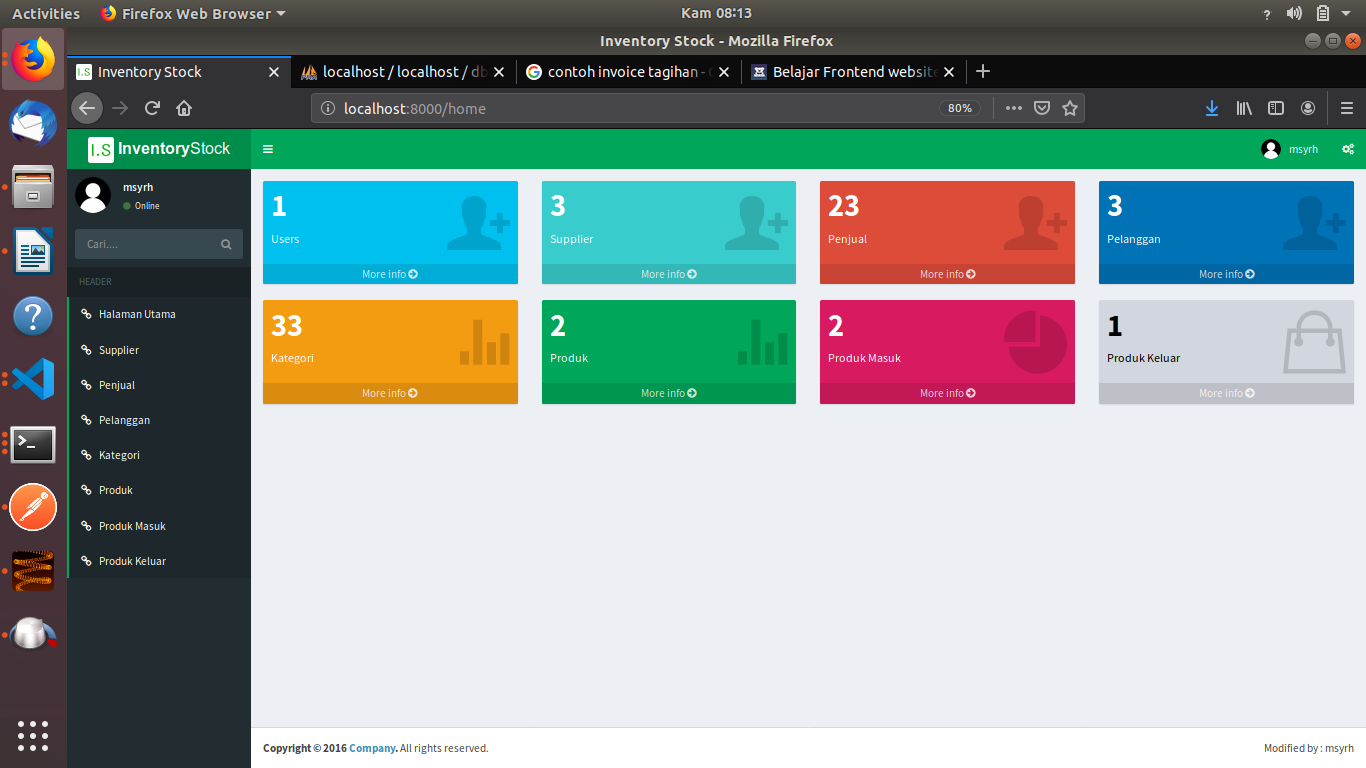 Activities
Firefox Web Browser
Kam 08:13
?
Inventory Stock - Mozilla Firefox
I.S Inventory Stock
localhost / localhost / db
contoh invoice tagihan -
Belajar Frontend website
localhost:8000/home
80%
I.S InventoryStock
msyrh
msyrh
Online
Cari....
HEADER
Halaman Utama
Supplier
Penjual
Pelanggan
Kategori
Produk
Produk Masuk
Produk Keluar
1
Users
More info
3
Supplier
More info
23
Penjual
More info
3
Pelanggan
More info
33
Kategori
More info
2
Produk
More info
2
Produk Masuk
More info
1
Produk Keluar
More info
Copyright © 2016 Company. All rights reserved.
Modified by : msyrh